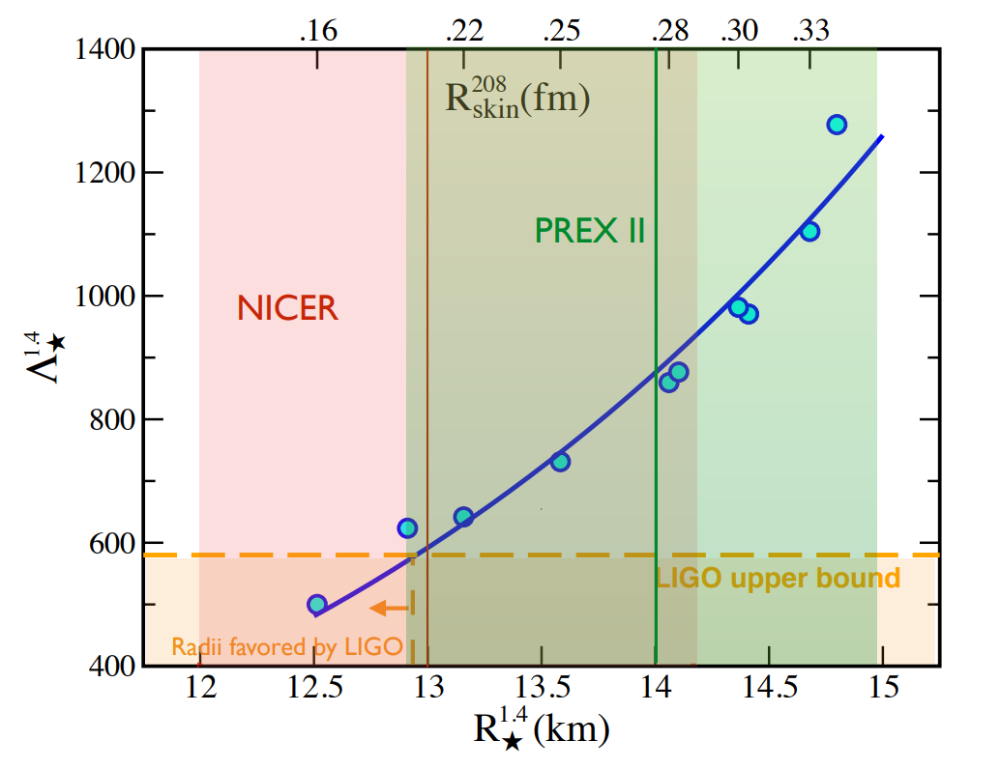 .16 .22 .25 .28 .30 .33
1400
R²⁰⁸skin(fm)
1200
PREX II
1000
NICER
Λ¹·⁴★
800
600
LIGO upper bound
Radii favored by LIGO
400
12 12.5 13 13.5 14 14.5 15
R¹·⁴★(km)